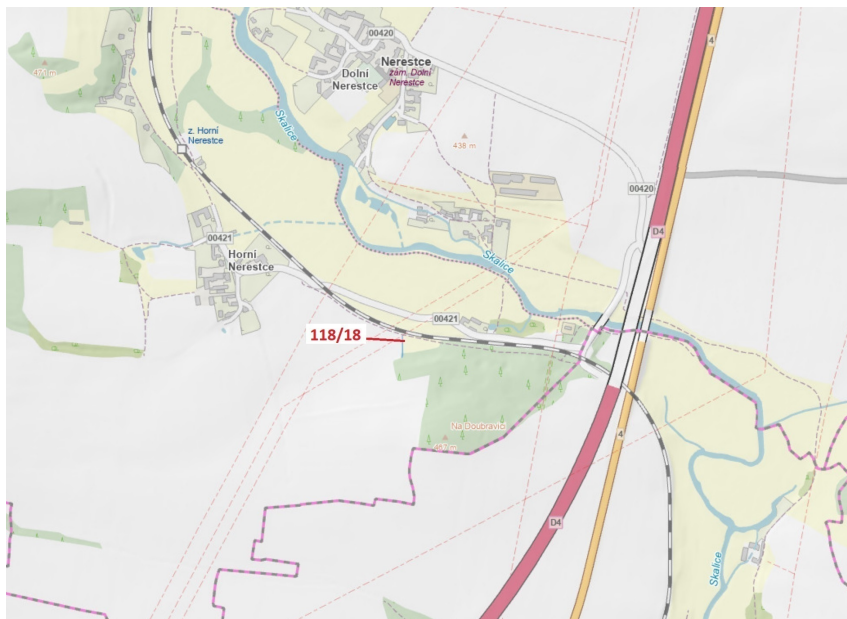 00420
4
471 m
Nerestce
Dolní
Nerestce
zám. Dolní
Nerestce
Skalice
z. Horní
Nerestce
438 m
00420
D4
00421
Horní
Nerestce
Skalice
00421
118/18
Na Doubravici
467 m
4
D4
Skalice